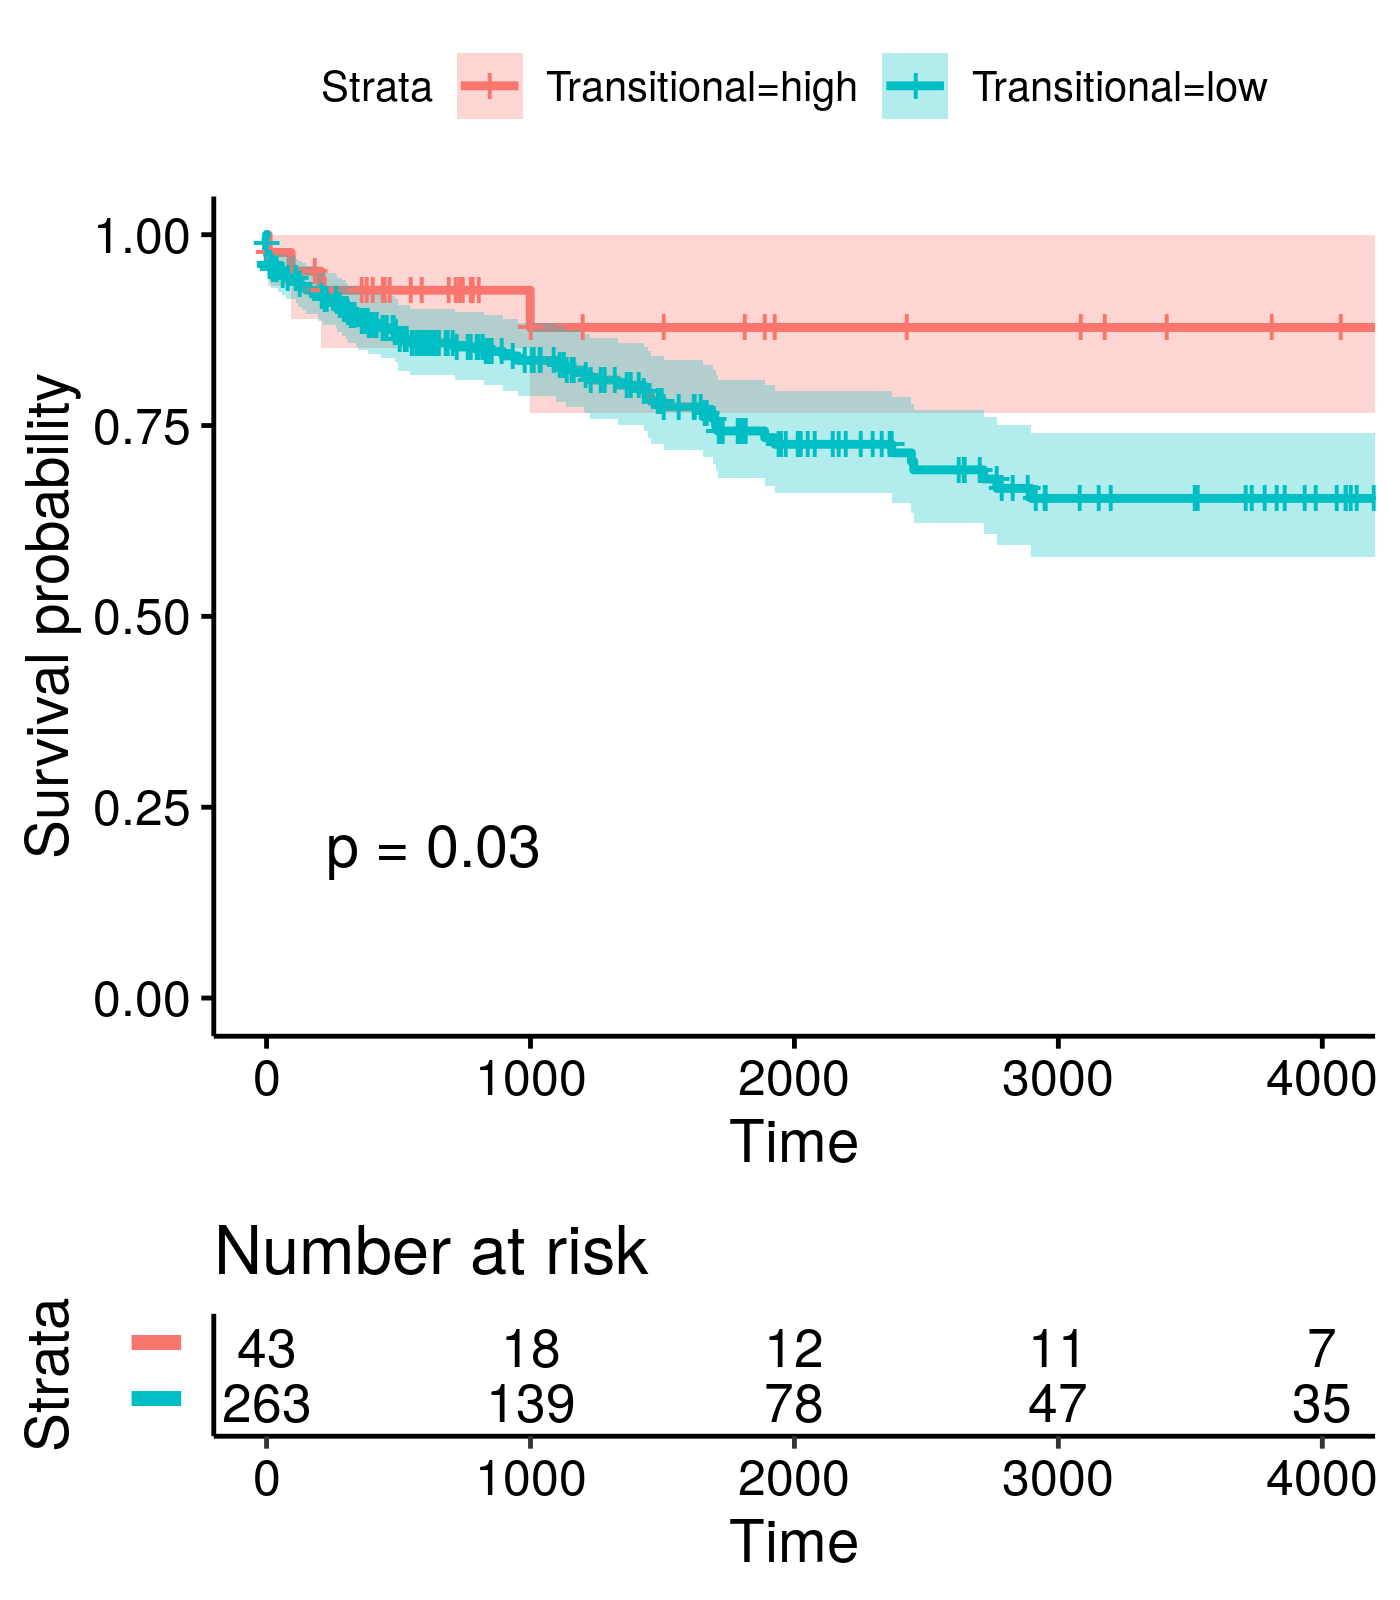 Strata Transitional=high Transitional=low
Survival probability
1.00
0.75
0.50
0.25
0.00
p = 0.03
0 1000 2000 3000 4000
Time
Number at risk
Strata
43 18 12 11 7
263 139 78 47 35
0 1000 2000 3000 4000
Time